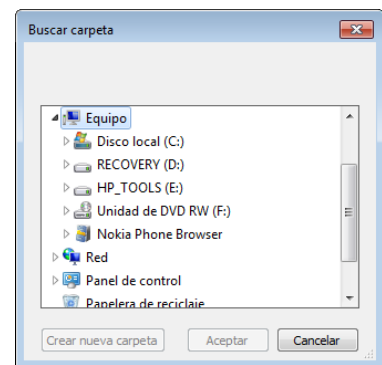 Buscar carpeta
Equipo
Disco local (C:)
RECOVERY (D:)
HP_TOOLS (E:)
Unidad de DVD RW (F:)
Nokia Phone Browser
Red
Panel de control
Papelera de reciclaje
Crear nueva carpeta Aceptar Cancelar